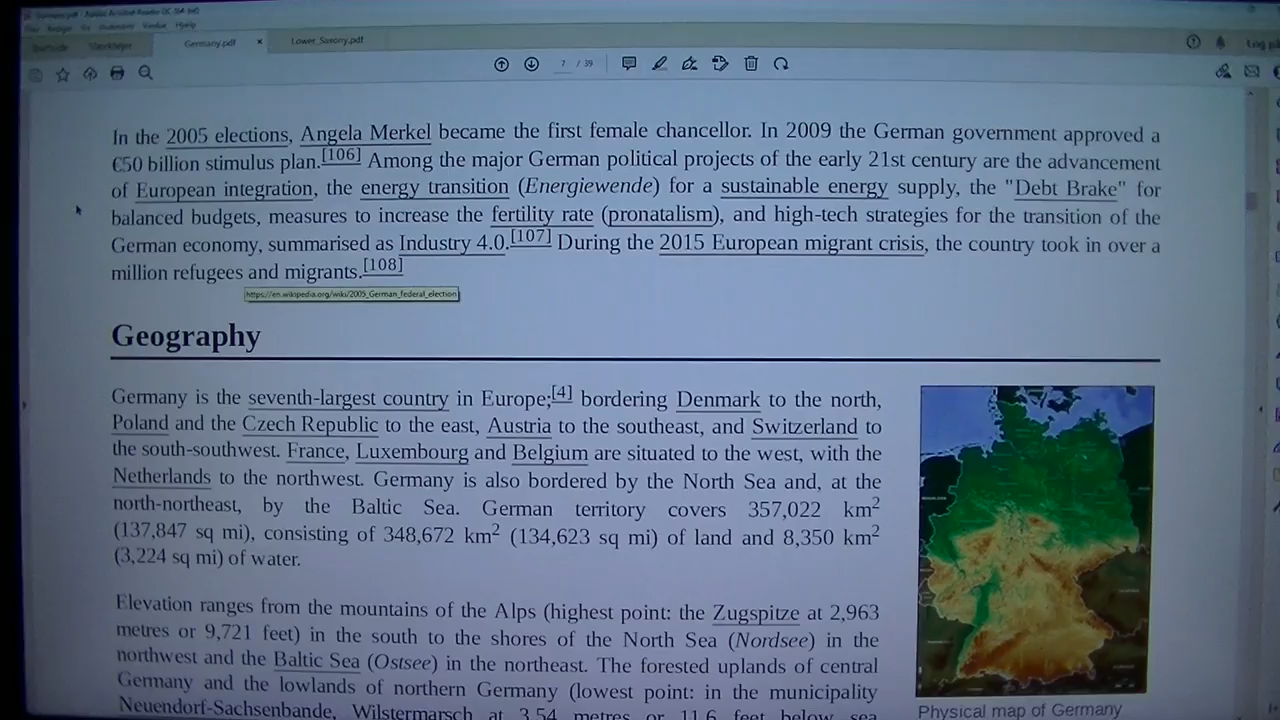 Germany.pdf × Lower_Saxony.pdf
7 / 39
In the 2005 elections, Angela Merkel became the first female chancellor. In 2009 the German government approved a
€50 billion stimulus plan.[106] Among the major German political projects of the early 21st century are the advancement
of European integration, the energy transition (Energiewende) for a sustainable energy supply, the "Debt Brake" for
balanced budgets, measures to increase the fertility rate (pronatalism), and high-tech strategies for the transition of the
German economy, summarised as Industry 4.0.[107] During the 2015 European migrant crisis, the country took in over a
million refugees and migrants.[108]
https://en.wikipedia.org/wiki/2005_German_federal_election
Geography
Germany is the seventh-largest country in Europe;[4] bordering Denmark to the north,
Poland and the Czech Republic to the east, Austria to the southeast, and Switzerland to
the south-southwest. France, Luxembourg and Belgium are situated to the west, with the
Netherlands to the northwest. Germany is also bordered by the North Sea and, at the
north-northeast, by the Baltic Sea. German territory covers 357,022 km²
(137,847 sq mi), consisting of 348,672 km² (134,623 sq mi) of land and 8,350 km²
(3,224 sq mi) of water.
Elevation ranges from the mountains of the Alps (highest point: the Zugspitze at 2,963
metres or 9,721 feet) in the south to the shores of the North Sea (Nordsee) in the
northwest and the Baltic Sea (Ostsee) in the northeast. The forested uplands of central
Germany and the lowlands of northern Germany (lowest point: in the municipality
Neuendorf-Sachsenbande, Wilstermarsch at 3.54 metres or 11.6 feet below sea
Physical map of Germany